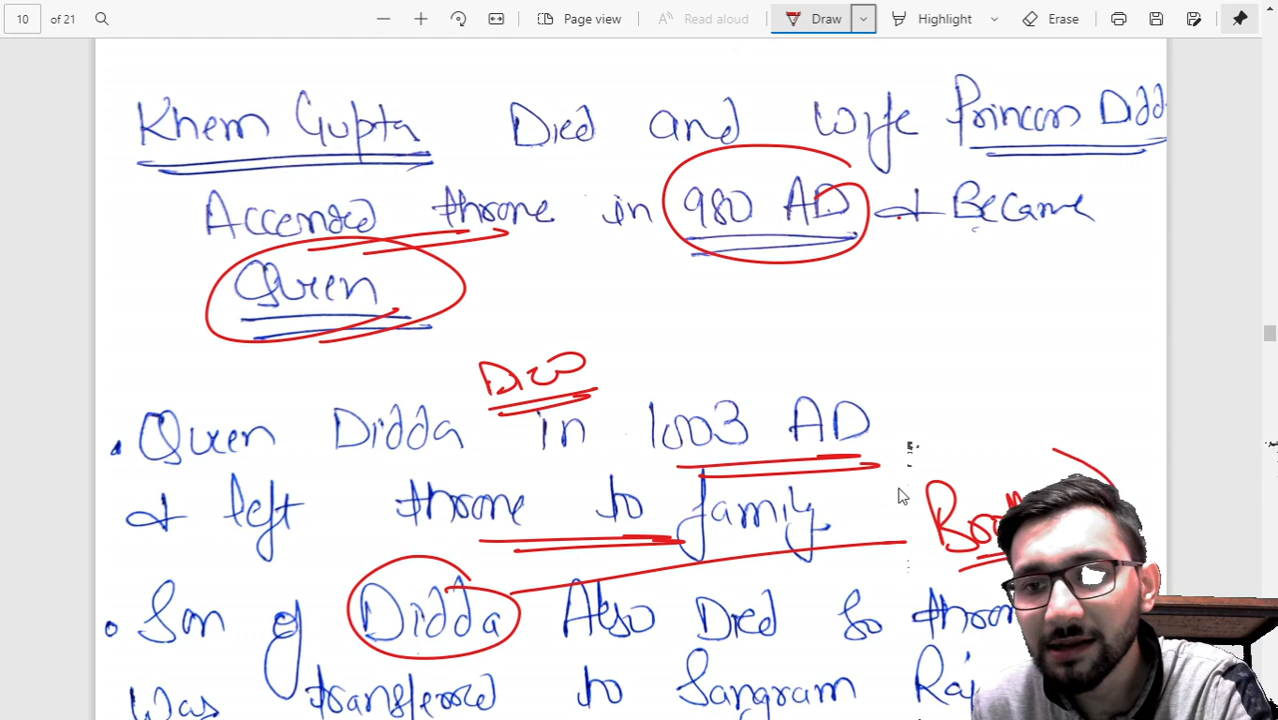 10 of 21 Page view Read aloud Draw Highlight Erase
Khem Gupta Died and wife Princess Didd
Accended throne in 980 AD & Became
Queen
Died
• Queen Didda in 1003 AD
& left throne to family
• Son of Didda Also Died So thron
Was transferred to Sangram Raj